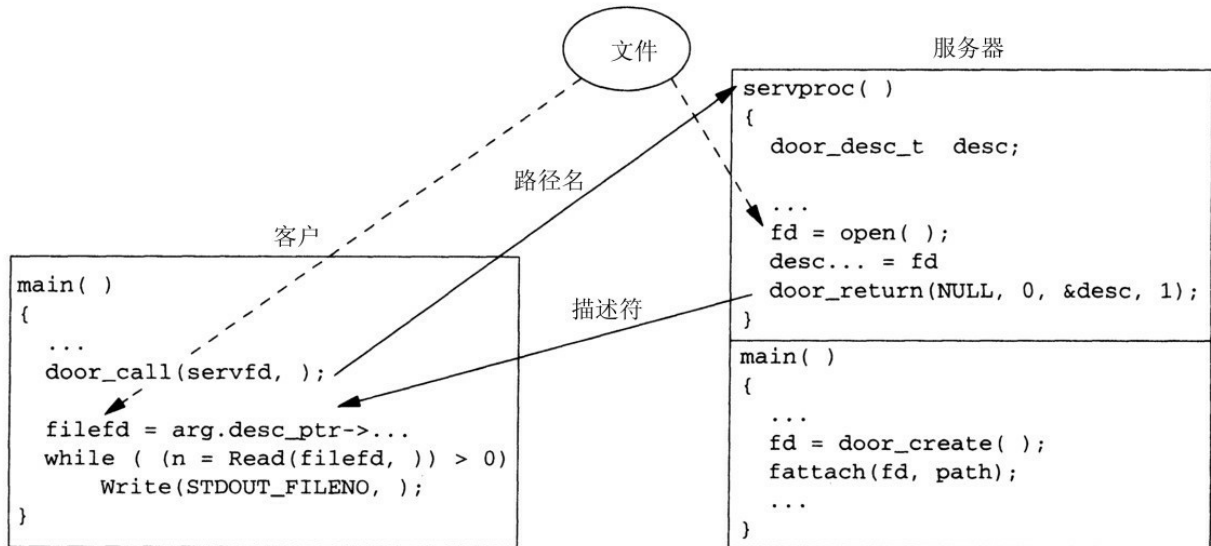 文件
服务器
servproc( )
{
door_desc_t desc;
...
fd = open( );
desc... = fd
door_return(NULL, 0, &desc, 1);
}
main( )
{
...
fd = door_create( );
fattach(fd, path);
...
}
路径名
描述符
客户
main( )
{
...
door_call(servfd, );
filefd = arg.desc_ptr->...
while ( (n = Read(filefd, )) > 0)
Write(STDOUT_FILENO, );
}